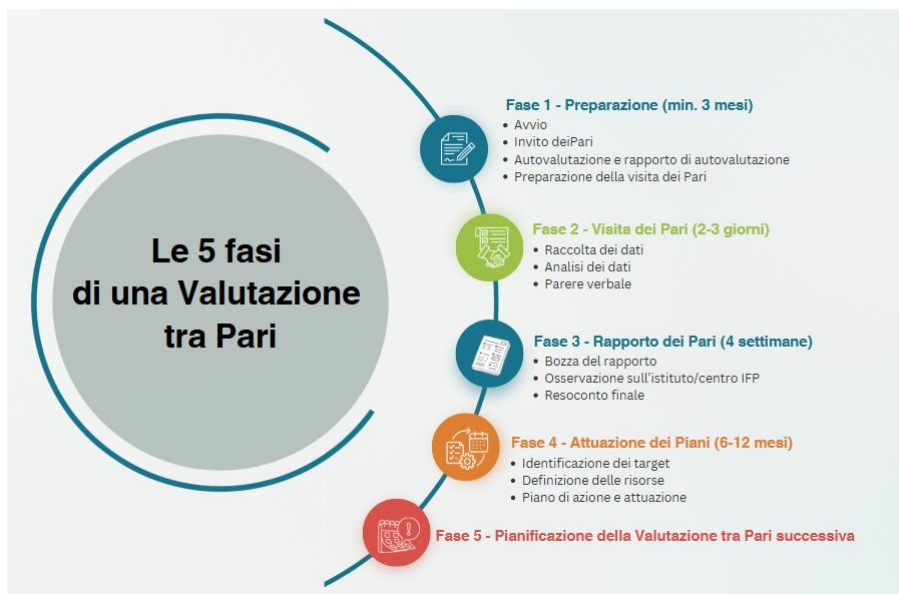 Le 5 fasi
di una Valutazione
tra Pari
Fase 1 - Preparazione (min. 3 mesi)
• Avvio
• Invito deiPari
• Autovalutazione e rapporto di autovalutazione
• Preparazione della visita dei Pari
Fase 2 - Visita dei Pari (2-3 giorni)
• Raccolta dei dati
• Analisi dei dati
• Parere verbale
Fase 3 - Rapporto dei Pari (4 settimane)
• Bozza del rapporto
• Osservazione sull'istituto/centro IFP
• Resoconto finale
Fase 4 - Attuazione dei Piani (6-12 mesi)
• Identificazione dei target
• Definizione delle risorse
• Piano di azione e attuazione
Fase 5 - Pianificazione della Valutazione tra Pari successiva